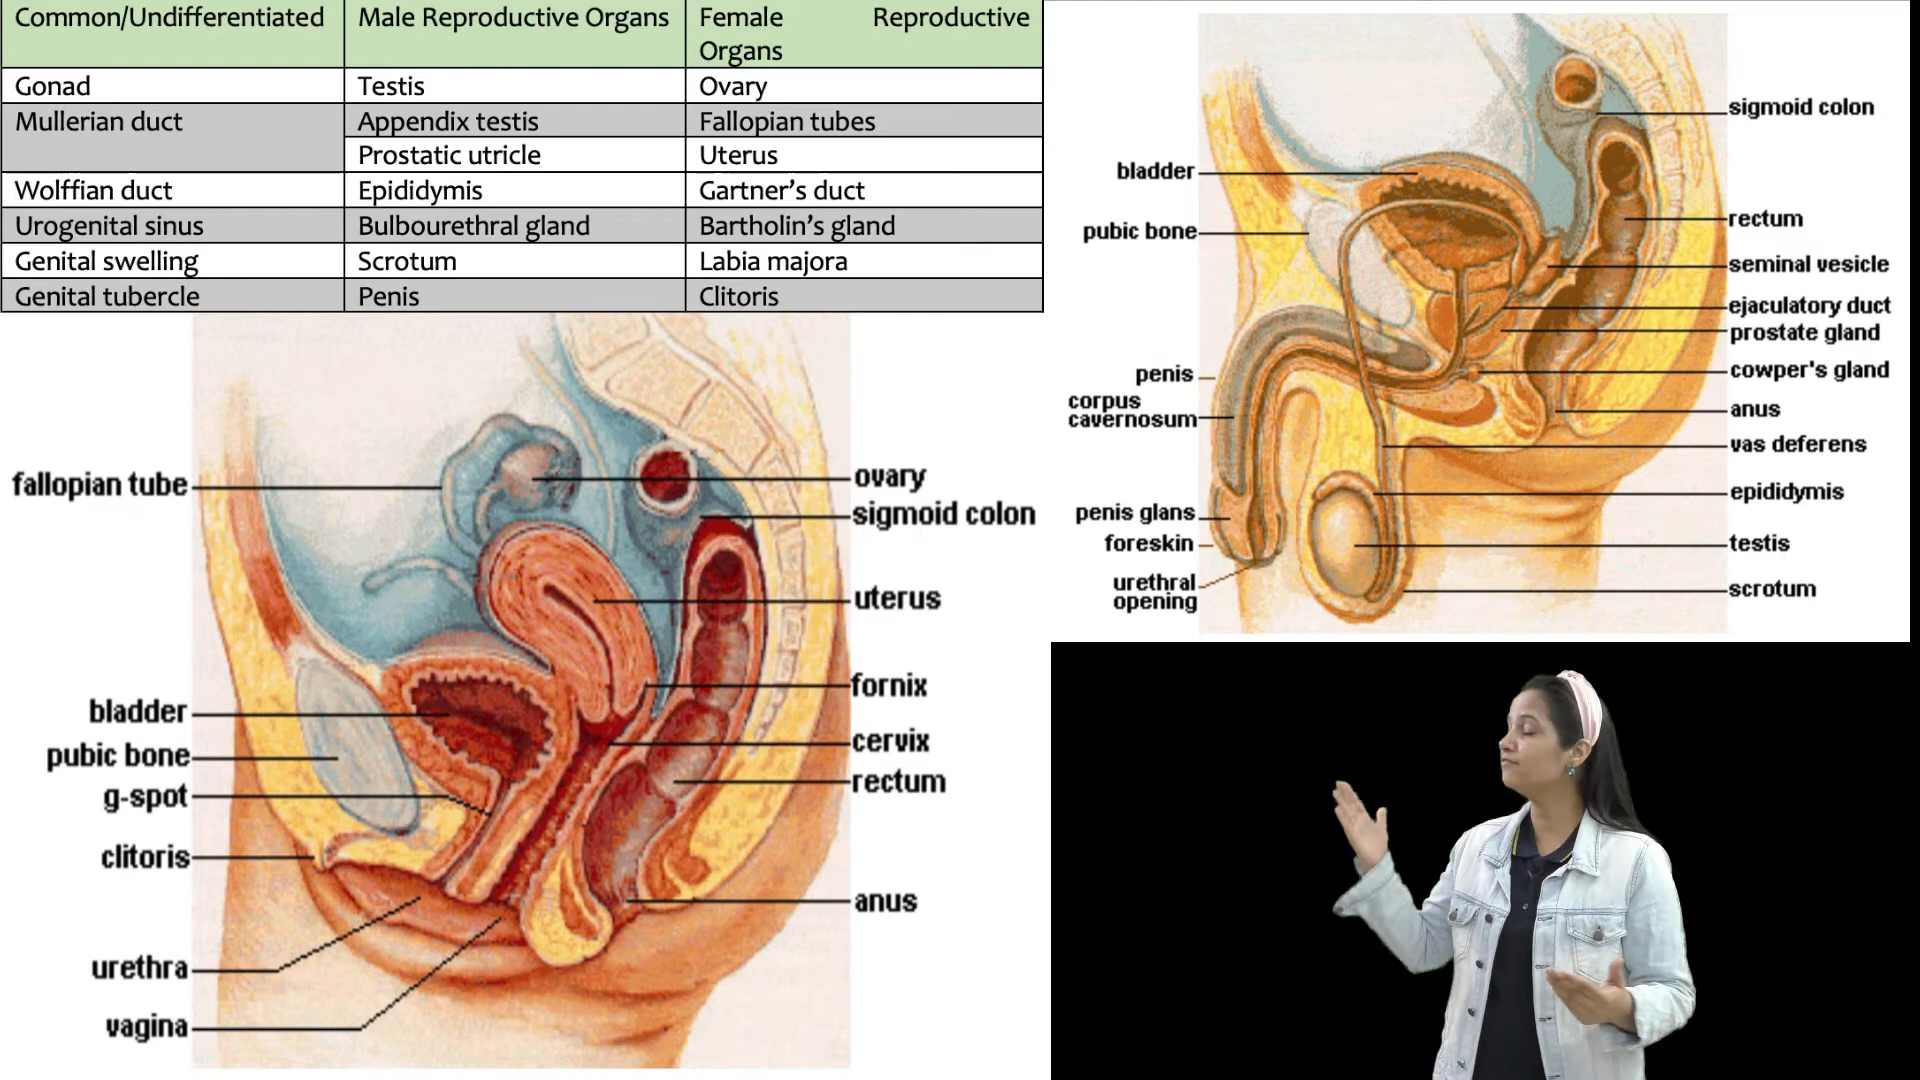 Common/Undifferentiated Male Reproductive Organs Female Reproductive
Organs
Gonad Testis Ovary
Mullerian duct Appendix testis Fallopian tubes
Prostatic utricle Uterus
Wolffian duct Epididymis Gartner's duct
Urogenital sinus Bulbourethral gland Bartholin's gland
Genital swelling Scrotum Labia majora
Genital tubercle Penis Clitoris
fallopian tube
bladder
pubic bone
g-spot
clitoris
urethra
vagina
ovary
sigmoid colon
uterus
fornix
cervix
rectum
anus
bladder
pubic bone
penis
corpus
cavernosum
penis glans
foreskin
urethral
opening
sigmoid colon
rectum
seminal vesicle
ejaculatory duct
prostate gland
cowper's gland
anus
vas deferens
epididymis
testis
scrotum